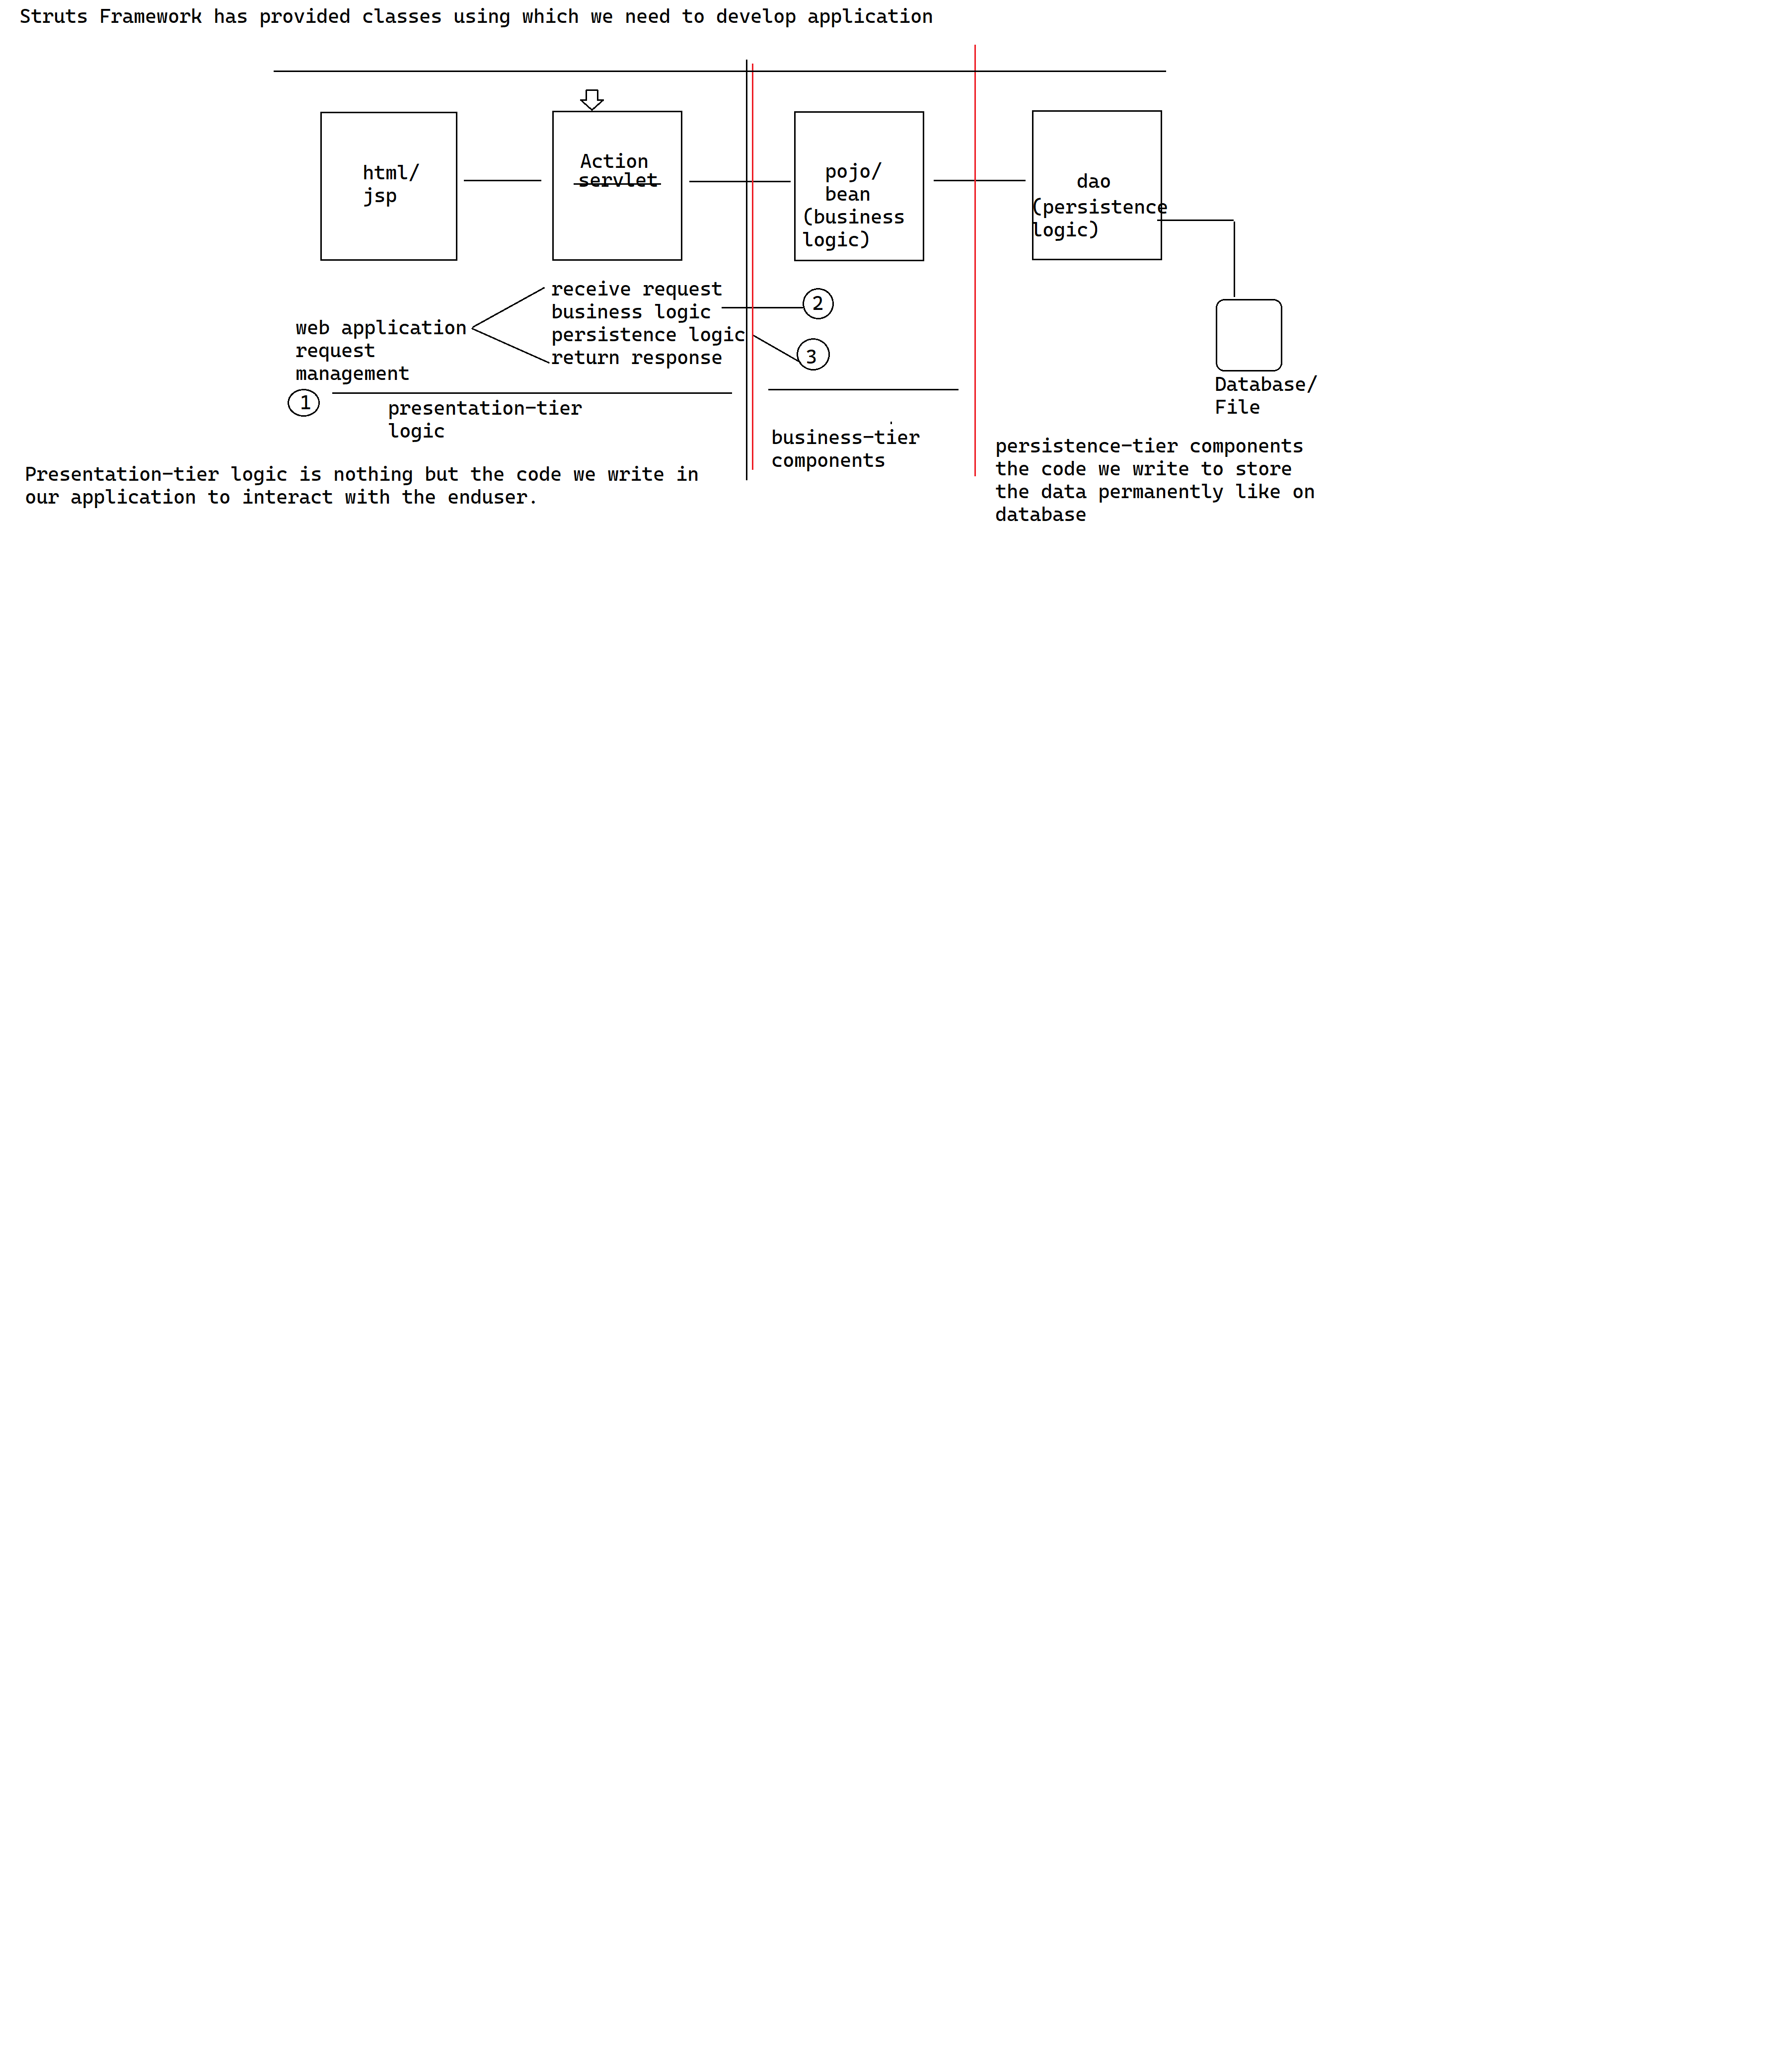 Struts Framework has provided classes using which we need to develop application
html/
jsp
Action
servlet
pojo/
bean
(business
logic)
dao
(persistence
logic)
web application
request
management
receive request
business logic
persistence logic
return response
2
3
1
presentation-tier
logic
Database/
File
business-tier
components
Presentation-tier logic is nothing but the code we write in
our application to interact with the enduser.
persistence-tier components
the code we write to store
the data permanently like on
database